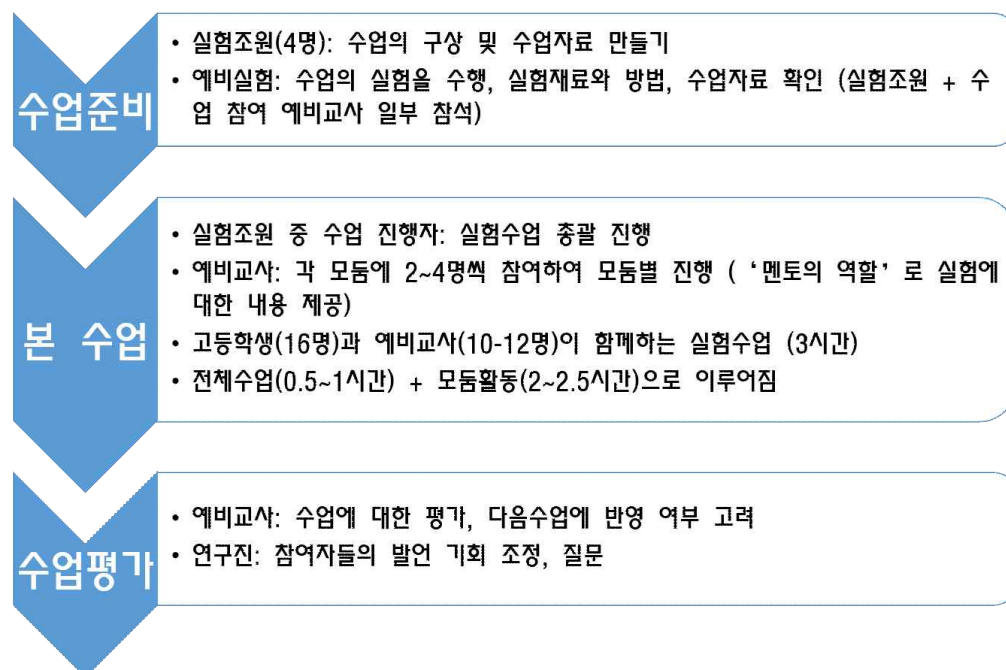 수업준비
• 실험조원(4명): 수업의 구상 및 수업자료 만들기
• 예비실험: 수업의 실험을 수행, 실험재료와 방법, 수업자료 확인 (실험조원 + 수
업 참여 예비교사 일부 참석)
본 수업
• 실험조원 중 수업 진행자: 실험수업 총괄 진행
• 예비교사: 각 모둠에 2~4명씩 참여하여 모둠별 진행 ( ‘멘토의 역할’ 로 실험에
대한 내용 제공)
• 고등학생(16명)과 예비교사(10-12명)이 함께하는 실험수업 (3시간)
• 전체수업(0.5~1시간) + 모둠활동(2~2.5시간)으로 이루어짐
수업평가
• 예비교사: 수업에 대한 평가, 다음수업에 반영 여부 고려
• 연구진: 참여자들의 발언 기회 조정, 질문